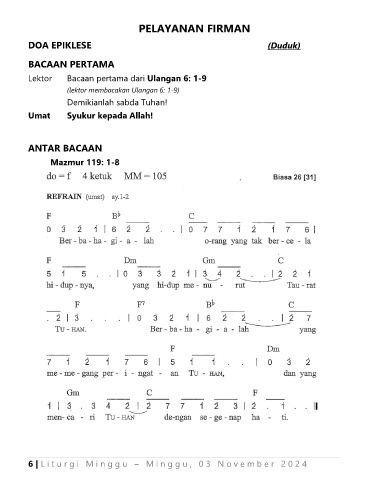 PELAYANAN FIRMAN
DOA EPIKLESE (Duduk)
BACAAN PERTAMA
Lektor Bacaan pertama dari Ulangan 6: 1-9
(lektor membacakan Ulangan 6: 1-9)
Demikianlah sabda Tuhan!
Umat Syukur kepada Allah!
ANTAR BACAAN
Mazmur 119: 1-8
do = f 4 ketuk MM = 105 Biasa 26 [31]
REFRAIN (umat) ay.1-2
F B♭ C
0 3 2 1 | 6 2 2 . . | 0 7 7 1 2 1 7 6 |
Ber - ba - ha - gi - a - lah o-rang yang tak ber - ce - la
F Dm Gm C
5 1 5 . . | 0 3 3 2 1 | 3 4 2 . . | 2 2 1
hi - dup - nya, yang hi-dup me - nu - rut Tau - rat
F F7 B♭ C
. 2 | 3 . . . | 0 3 2 1 | 6 2 2 . . | 2 7
TU - HAN. Ber - ba - ha - gi - a - lah yang
F Dm
7 1 2 1 7 6 | 5 1 1 . . | 0 3 2
me - me - gang per - i - ngat - an TU - HAN, dan yang
Gm C F
1 | 3 . 3 4 2 | 2 7 7 1 2 3 | 2 . 1 . . ||
men- ca - ri TU - HAN de-ngan se - ge - nap ha - ti.
6 | Liturgi Minggu – Minggu, 03 November 2024